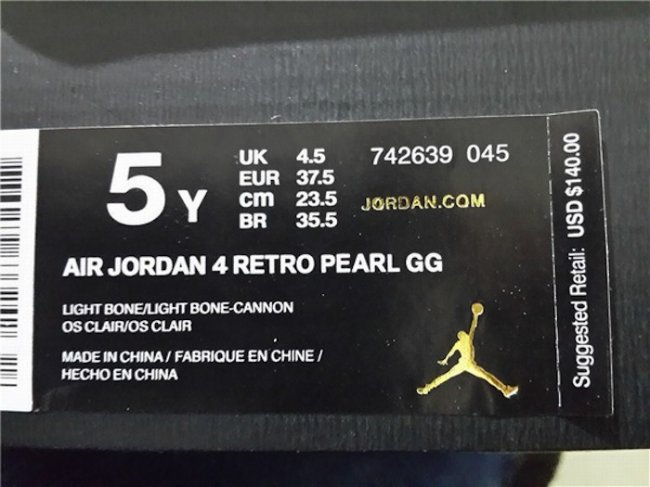 5Y
UK 4.5
EUR 37.5
cm 23.5
BR 35.5
742639 045
JORDAN.COM
AIR JORDAN 4 RETRO PEARL GG
LIGHT BONE/LIGHT BONE-CANNON
OS CLAIR/OS CLAIR
MADE IN CHINA / FABRIQUE EN CHINE /
HECHO EN CHINA
Suggested Retail: USD $140.00